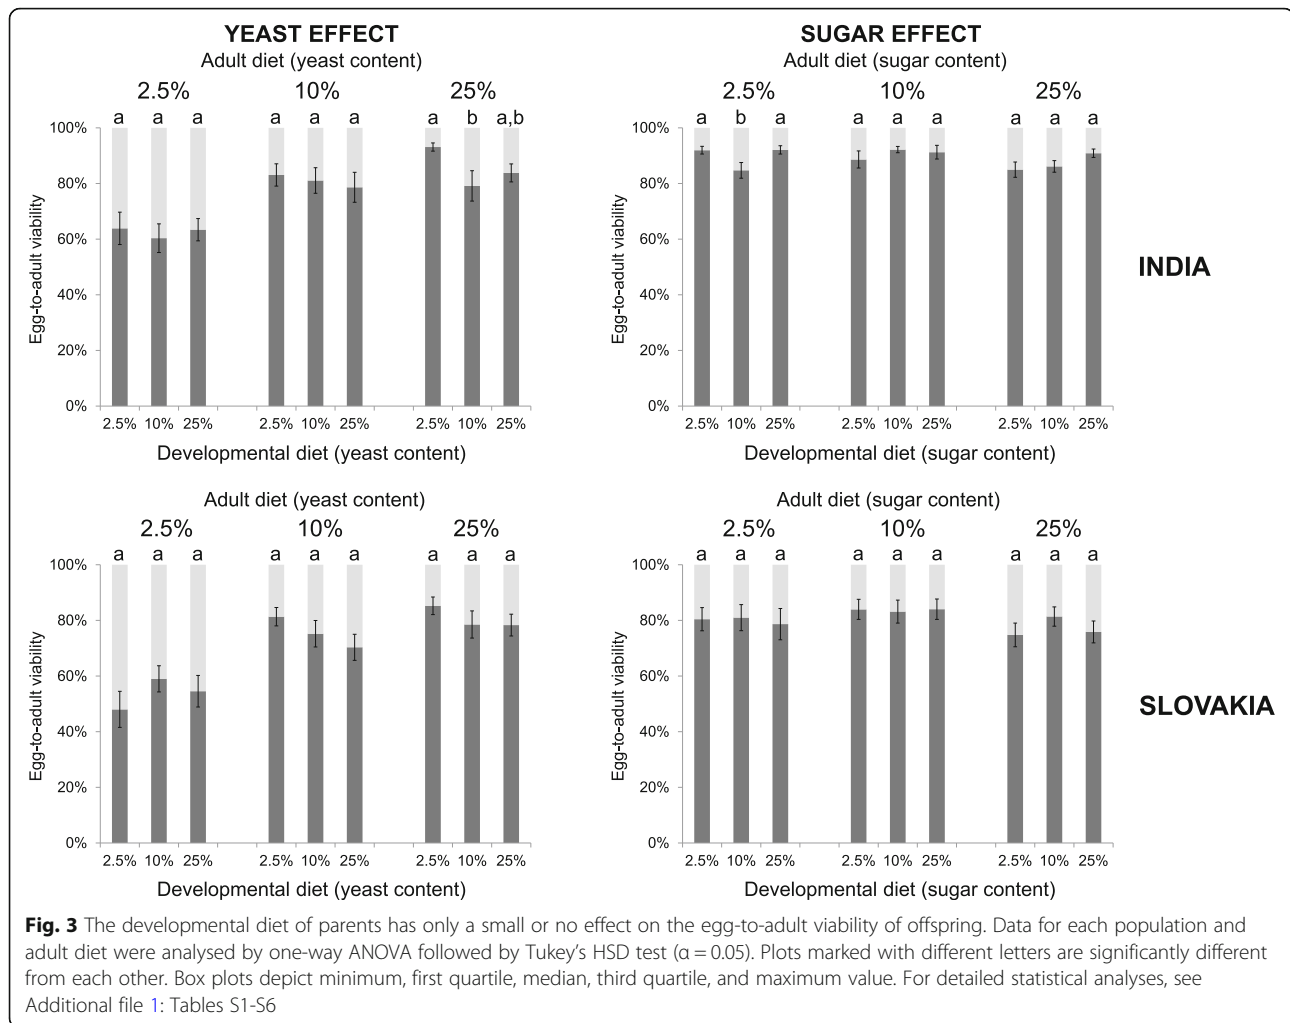 YEAST EFFECT
Adult diet (yeast content)
2.5% 10% 25%
a a a a a a a b a,b
100%
80%
60%
40%
20%
0%
Egg-to-adult viability
2.5% 10% 25% 2.5% 10% 25% 2.5% 10% 25%
Developmental diet (yeast content)
SUGAR EFFECT
Adult diet (sugar content)
2.5% 10% 25%
a b a a a a a a a
100%
80%
60%
40%
20%
0%
Egg-to-adult viability
2.5% 10% 25% 2.5% 10% 25% 2.5% 10% 25%
Developmental diet (sugar content)
INDIA
Adult diet (yeast content)
2.5% 10% 25%
a a a a a a a a a
100%
80%
60%
40%
20%
0%
Egg-to-adult viability
2.5% 10% 25% 2.5% 10% 25% 2.5% 10% 25%
Developmental diet (yeast content)
Adult diet (sugar content)
2.5% 10% 25%
a a a a a a a a a
100%
80%
60%
40%
20%
0%
Egg-to-adult viability
2.5% 10% 25% 2.5% 10% 25% 2.5% 10% 25%
Developmental diet (sugar content)
SLOVAKIA
Fig. 3 The developmental diet of parents has only a small or no effect on the egg-to-adult viability of offspring. Data for each population and
adult diet were analysed by one-way ANOVA followed by Tukey's HSD test (α = 0.05). Plots marked with different letters are significantly different
from each other. Box plots depict minimum, first quartile, median, third quartile, and maximum value. For detailed statistical analyses, see
Additional file 1: Tables S1-S6